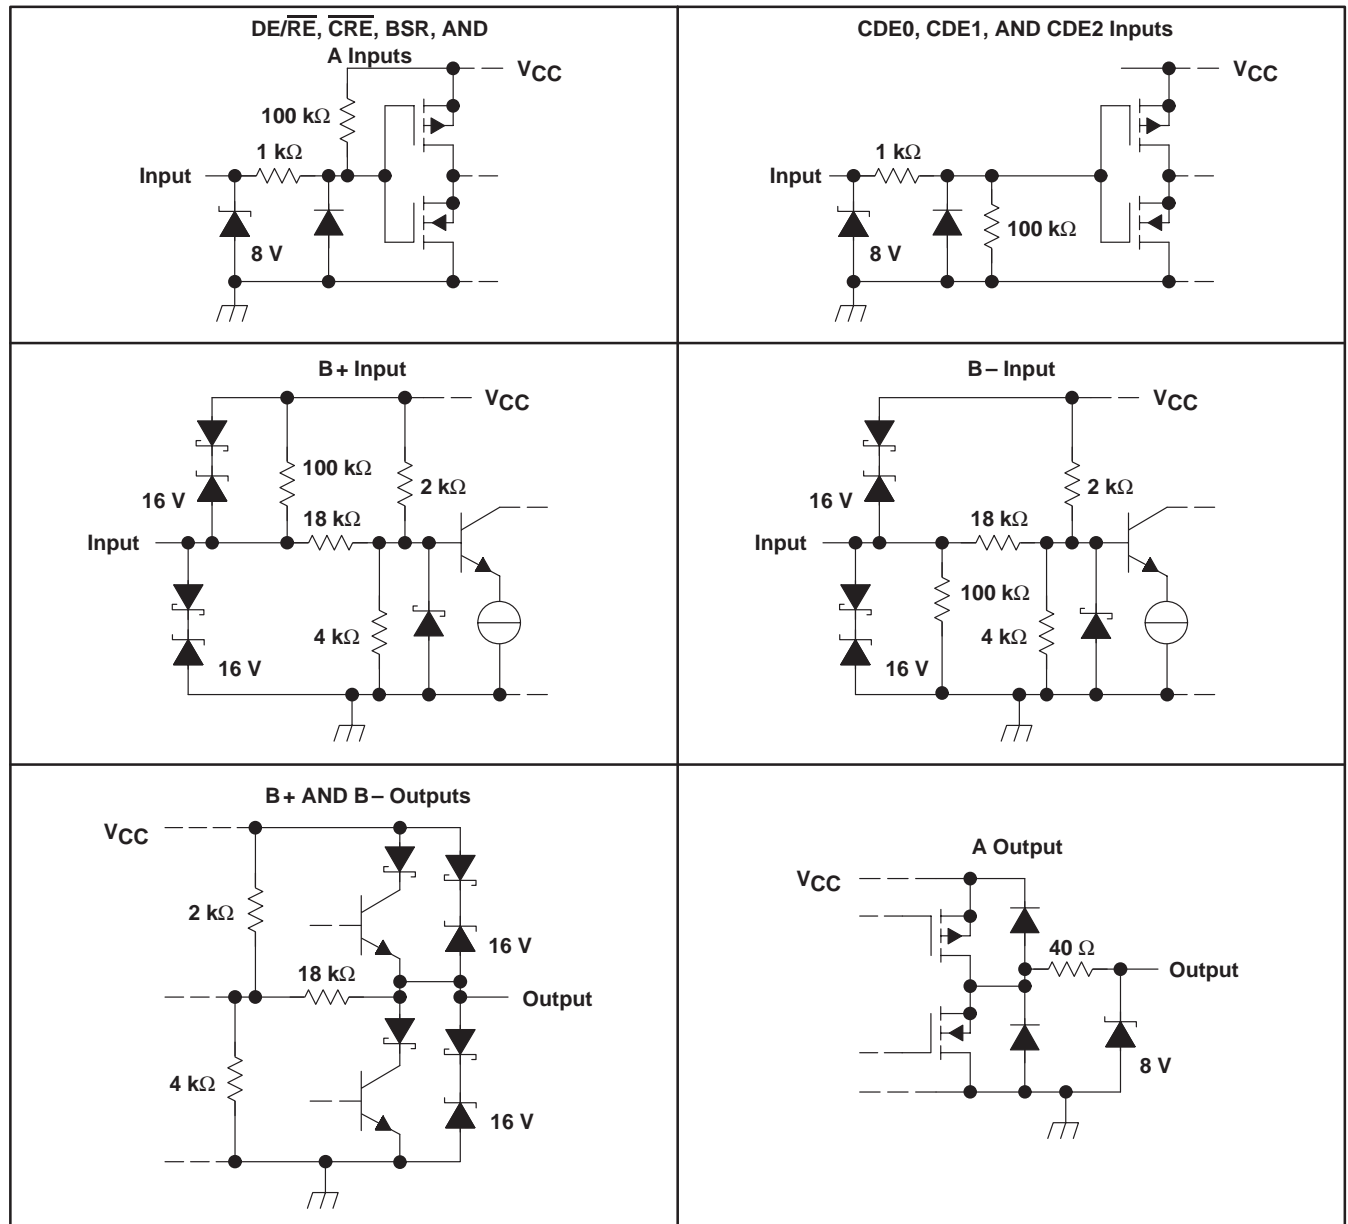 DE/RE, CRE, BSR, AND
A Inputs
VCC
100 kΩ
1 kΩ
Input
8 V
CDE0, CDE1, AND CDE2 Inputs
VCC
1 kΩ
Input
100 kΩ
8 V
B+ Input
VCC
100 kΩ
2 kΩ
16 V
18 kΩ
Input
4 kΩ
16 V
B– Input
VCC
2 kΩ
16 V
18 kΩ
Input
100 kΩ
4 kΩ
16 V
B+ AND B– Outputs
VCC
2 kΩ
16 V
18 kΩ
Output
4 kΩ
16 V
A Output
VCC
40 Ω
Output
8 V